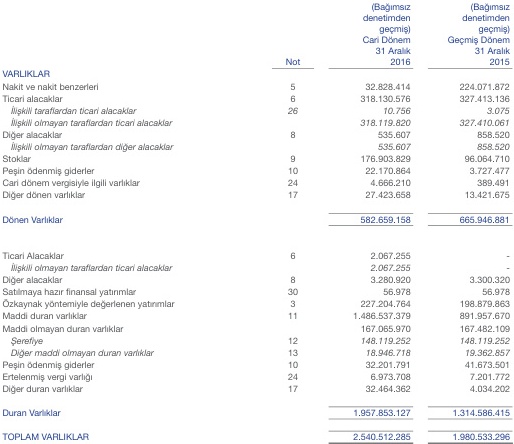 (Bağımsız (Bağımsız
denetimden denetimden
geçmiş) geçmiş)
Cari Dönem Geçmiş Dönem
31 Aralık 31 Aralık
Not 2016 2015
VARLIKLAR
Nakit ve nakit benzerleri 5 32.828.414 224.071.872
Ticari alacaklar 6 318.130.576 327.413.136
İlişkili taraflardan ticari alacaklar 26 10.756 3.075
İlişkili olmayan taraflardan ticari alacaklar 318.119.820 327.410.061
Diğer alacaklar 8 535.607 858.520
İlişkili olmayan taraflardan diğer alacaklar 535.607 858.520
Stoklar 9 176.903.829 96.064.710
Peşin ödenmiş giderler 10 22.170.864 3.727.477
Cari dönem vergisiyle ilgili varlıklar 24 4.666.210 389.491
Diğer dönen varlıklar 17 27.423.658 13.421.675
Dönen Varlıklar 582.659.158 665.946.881
Ticari Alacaklar 6 2.067.255 -
İlişkili olmayan taraflardan ticari alacaklar 2.067.255 -
Diğer alacaklar 8 3.280.920 3.300.320
Satılmaya hazır finansal yatırımlar 30 56.978 56.978
Özkaynak yöntemiyle değerlenen yatırımlar 3 227.204.764 198.879.863
Maddi duran varlıklar 11 1.486.537.379 891.957.670
Maddi olmayan duran varlıklar 167.065.970 167.482.109
Şerefiye 12 148.119.252 148.119.252
Diğer maddi olmayan duran varlıklar 13 18.946.718 19.362.857
Peşin ödenmiş giderler 10 32.201.791 41.673.501
Ertelenmiş vergi varlığı 24 6.973.708 7.201.772
Diğer duran varlıklar 17 32.464.362 4.034.202
Duran Varlıklar 1.957.853.127 1.314.586.415
TOPLAM VARLIKLAR 2.540.512.285 1.980.533.296